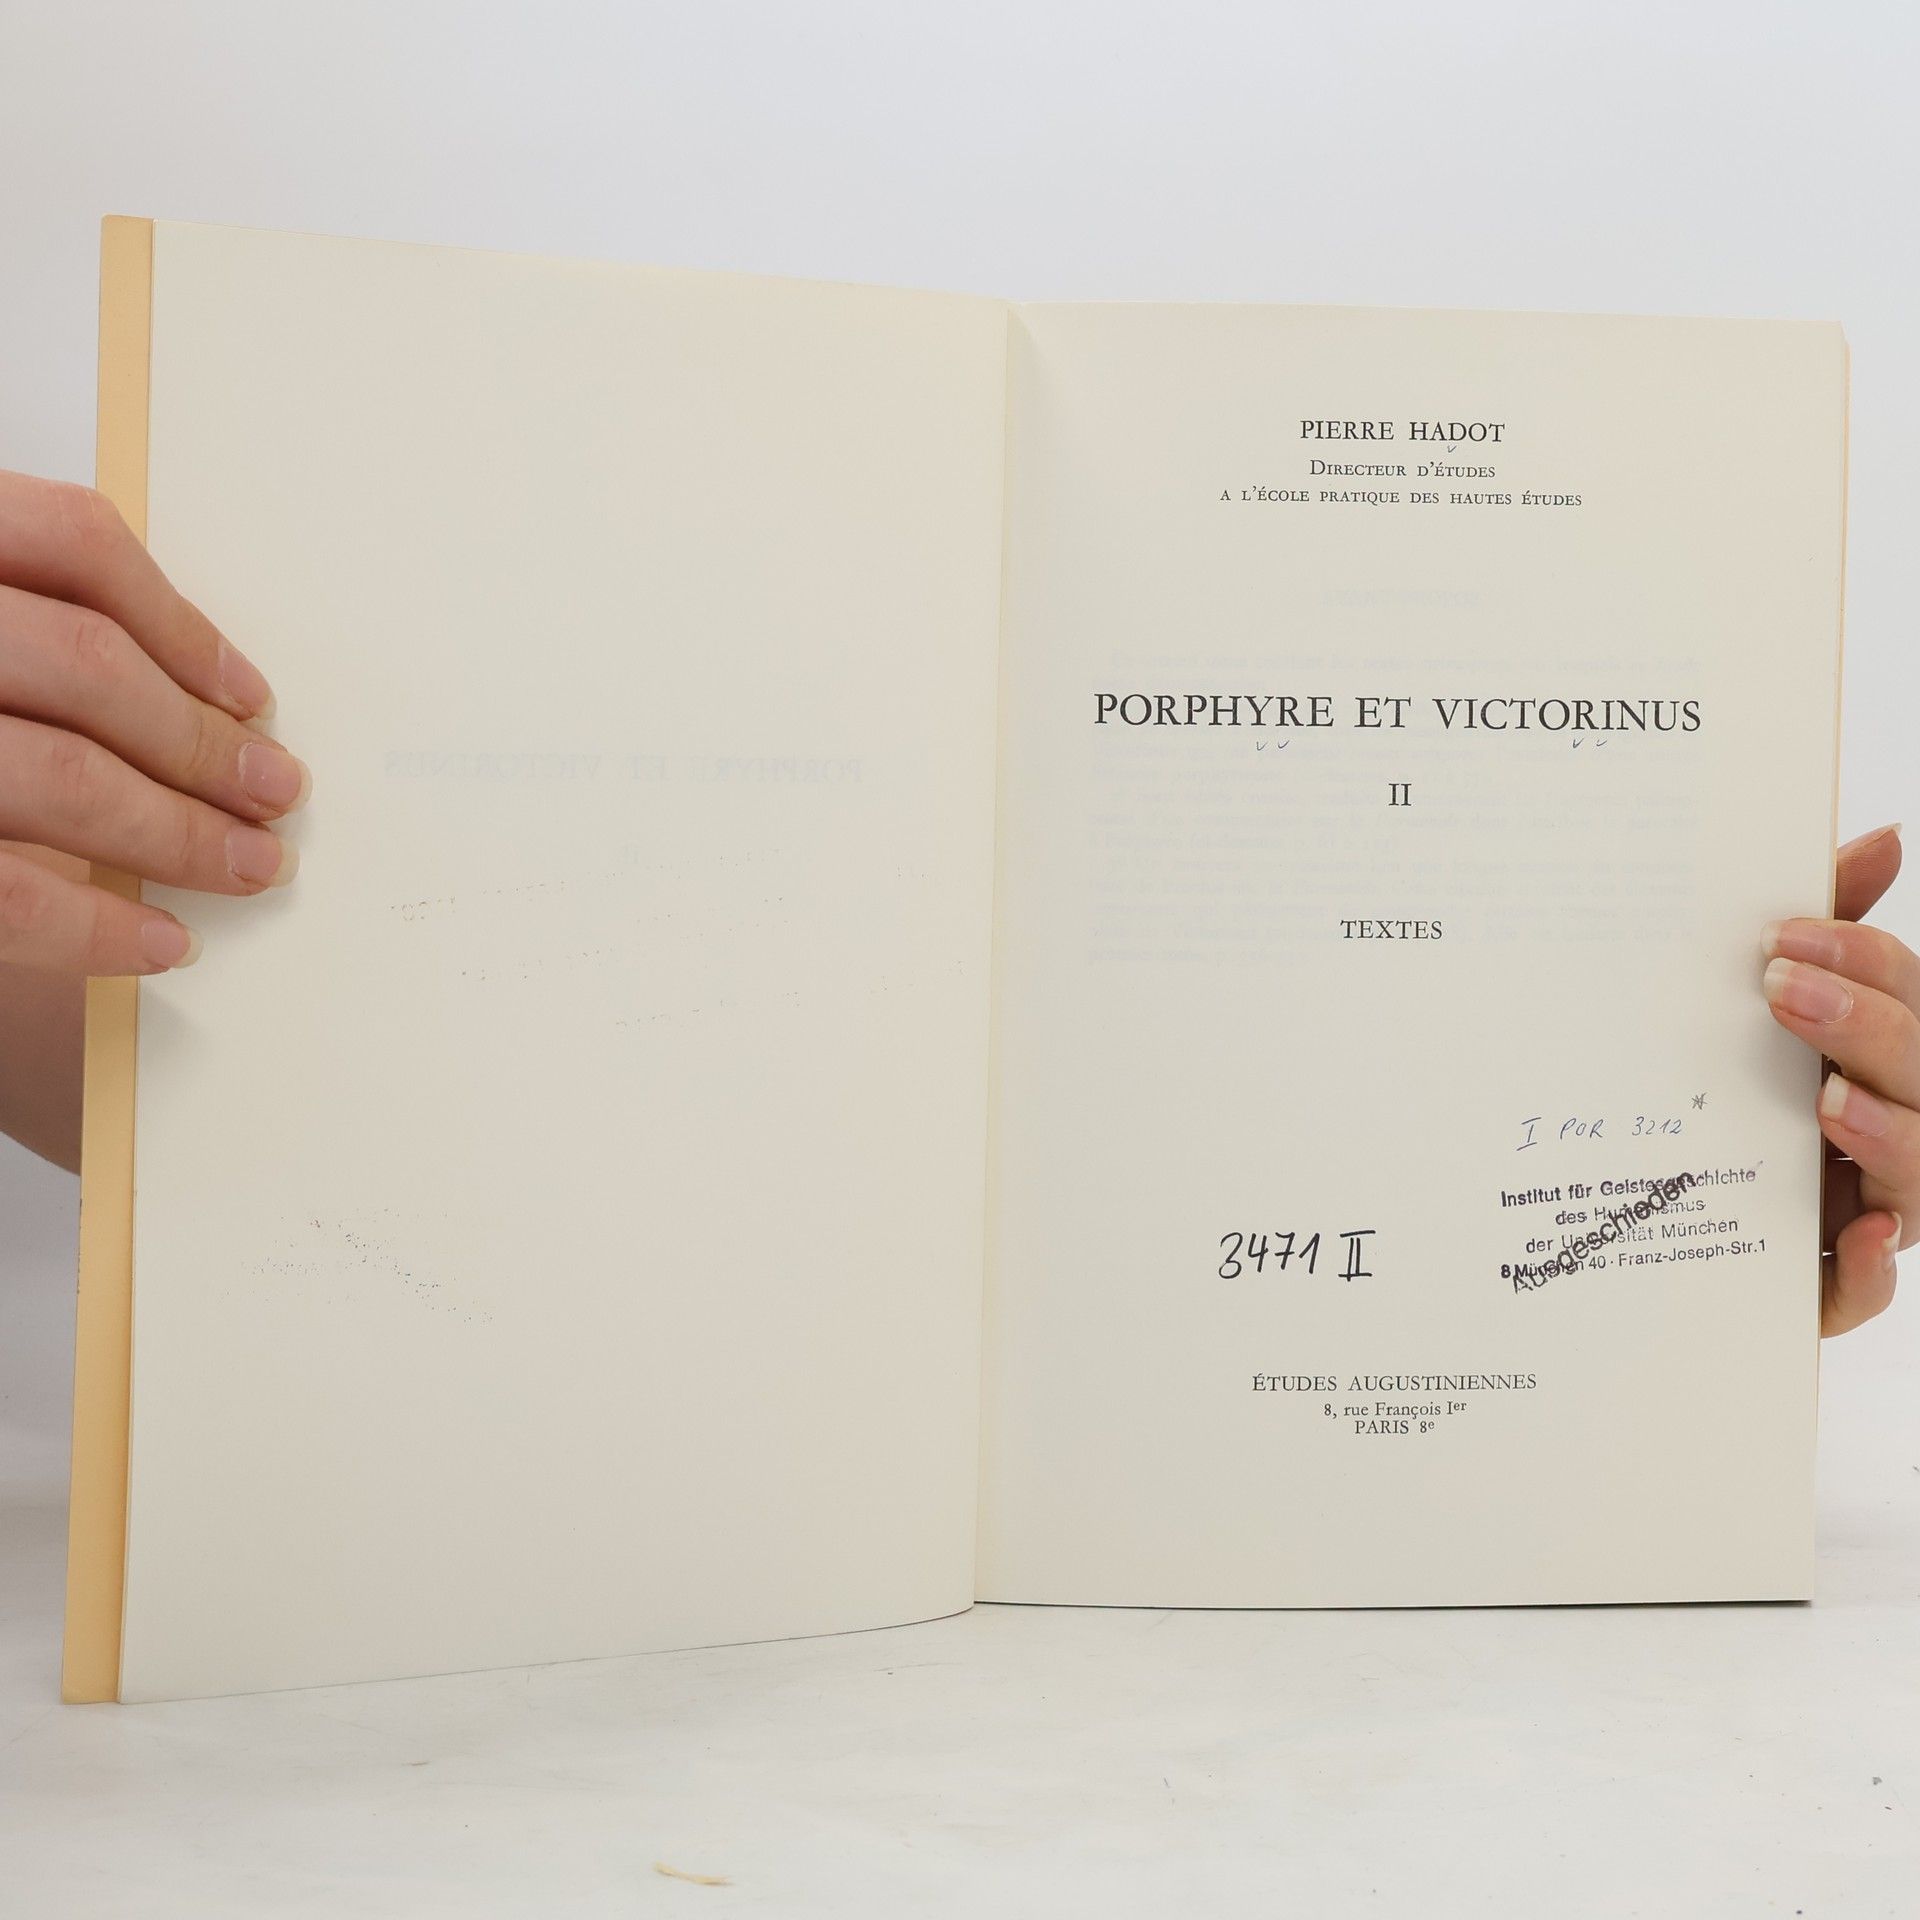 PIERRE HADOT
DIRECTEUR D'ÉTUDES
A L'ÉCOLE PRATIQUE DES HAUTES ÉTUDES
PORPHYRE ET VICTORINUS
II
TEXTES
I POR 3212*
Institut für Geistesgeschichte
des Humanismus
der Universität München
8 München 40 · Franz-Joseph-Str.1
Ausgeschieden
3471 II
ÉTUDES AUGUSTINIENNES
8, rue François Ier
PARIS 8e